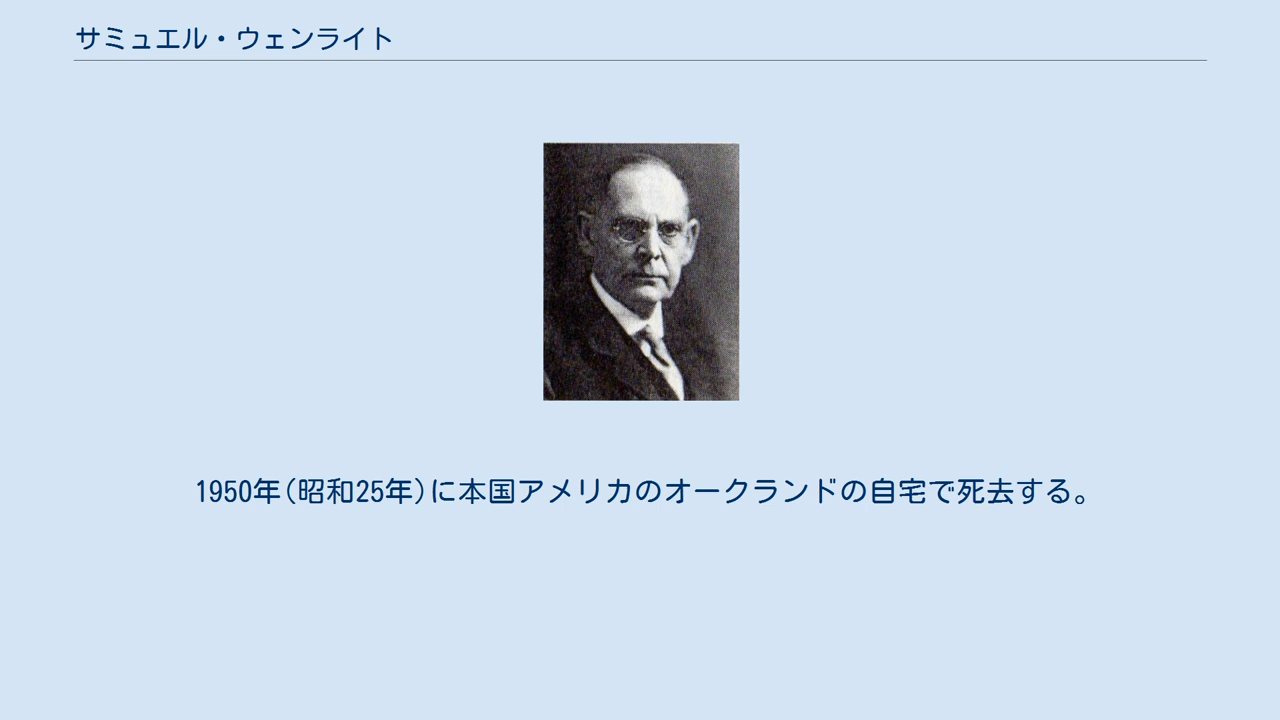 サミュエル・ウェンライト
1950年(昭和25年)に本国アメリカのオークランドの自宅で死去する。